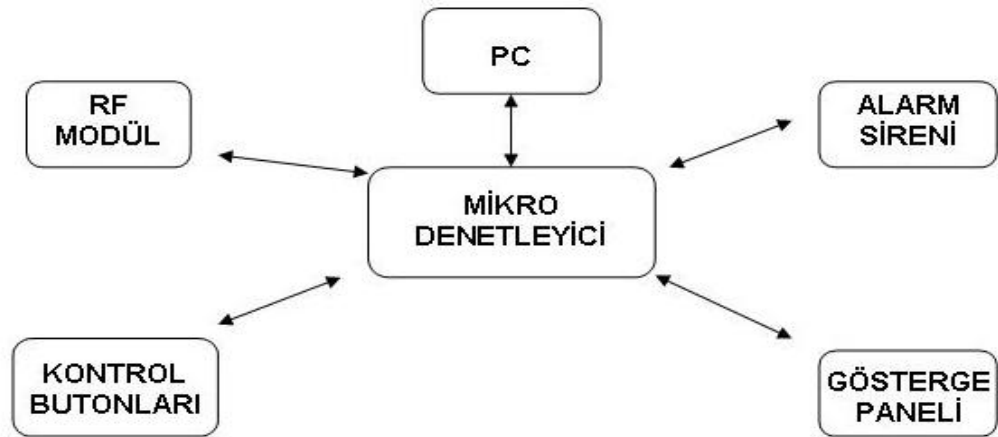 PC
RF
MODÜL
ALARM
SİRENİ
MİKRO
DENETLEYİCİ
KONTROL
BUTONLARI
GÖSTERGE
PANELİ